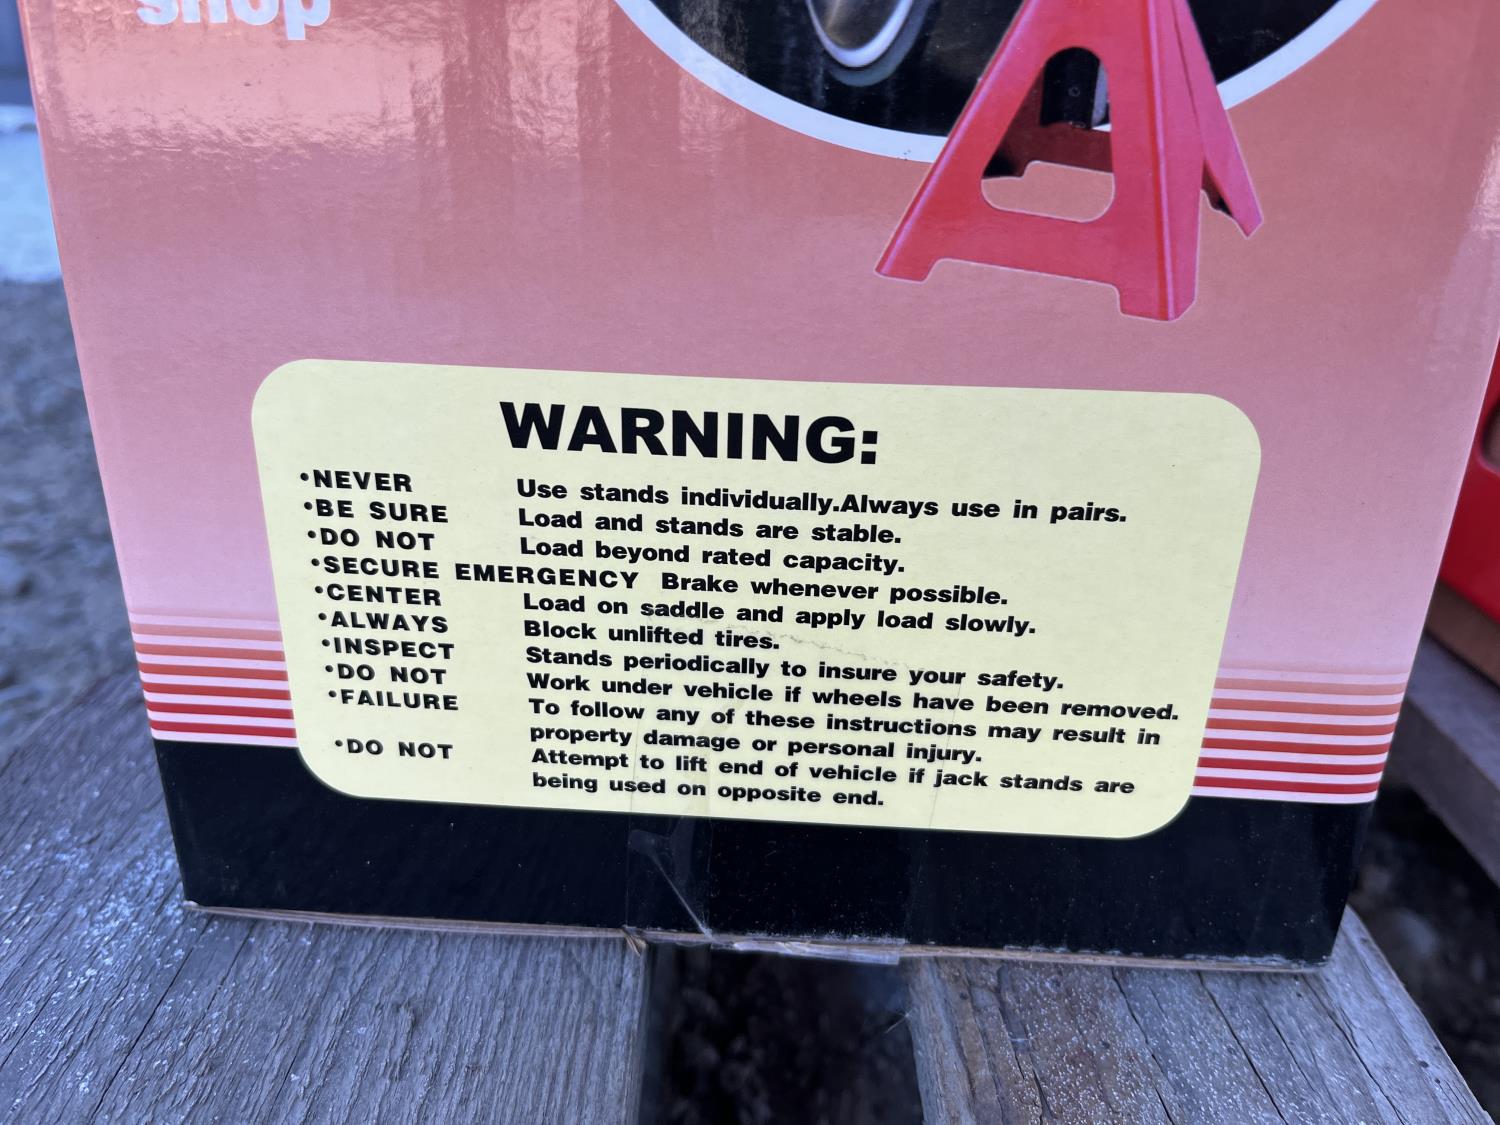 shop
WARNING:
•NEVER Use stands individually.Always use in pairs.
•BE SURE Load and stands are stable.
•DO NOT Load beyond rated capacity.
•SECURE EMERGENCY Brake whenever possible.
•CENTER Load on saddle and apply load slowly.
•ALWAYS Block unlifted tires.
•INSPECT Stands periodically to insure your safety.
•DO NOT Work under vehicle if wheels have been removed.
•FAILURE To follow any of these instructions may result in
property damage or personal injury.
•DO NOT Attempt to lift end of vehicle if jack stands are
being used on opposite end.